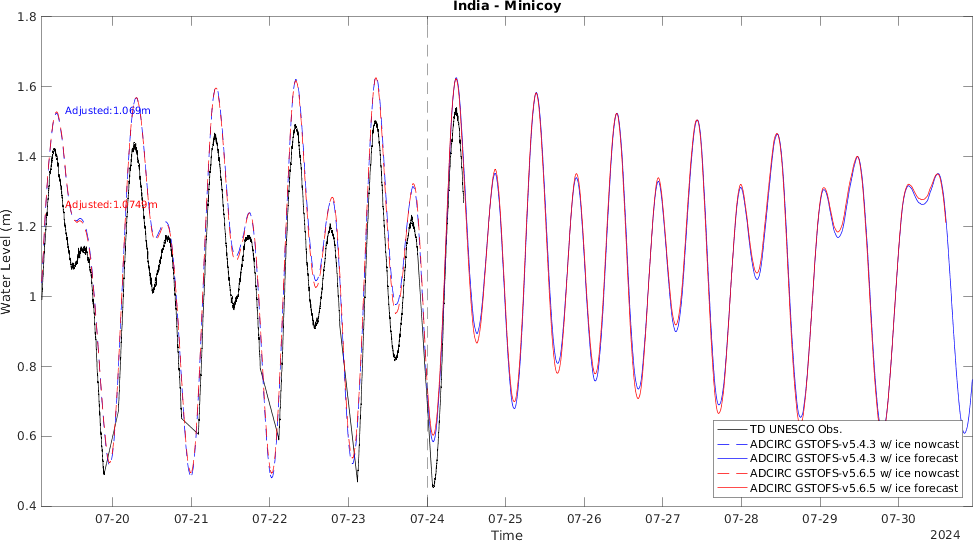 India - Minicoy
1.8
1.6
1.4
1.2
1
0.8
0.6
0.4
Water Level (m)
Adjusted:1.069m
Adjusted:1.0749m
TD UNESCO Obs.
ADCIRC GSTOFS-v5.4.3 w/ ice nowcast
ADCIRC GSTOFS-v5.4.3 w/ ice forecast
ADCIRC GSTOFS-v5.6.5 w/ ice nowcast
ADCIRC GSTOFS-v5.6.5 w/ ice forecast
07-20 07-21 07-22 07-23 07-24 07-25 07-26 07-27 07-28 07-29 07-30
Time
2024